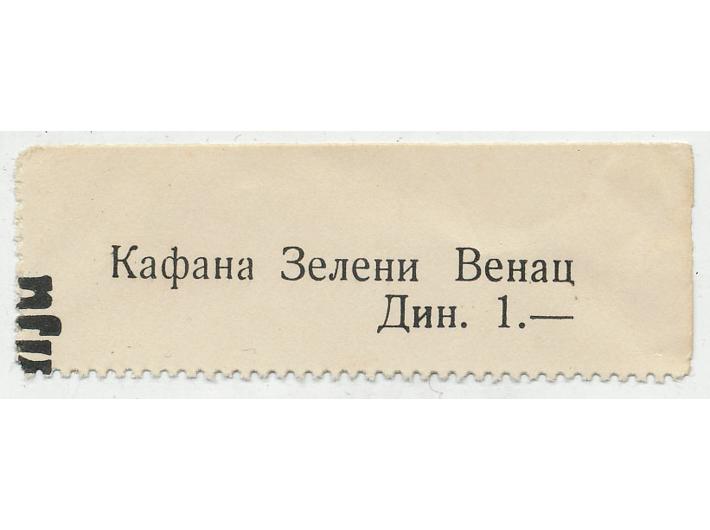 Кафана Зелени Венац
Дин. 1.—